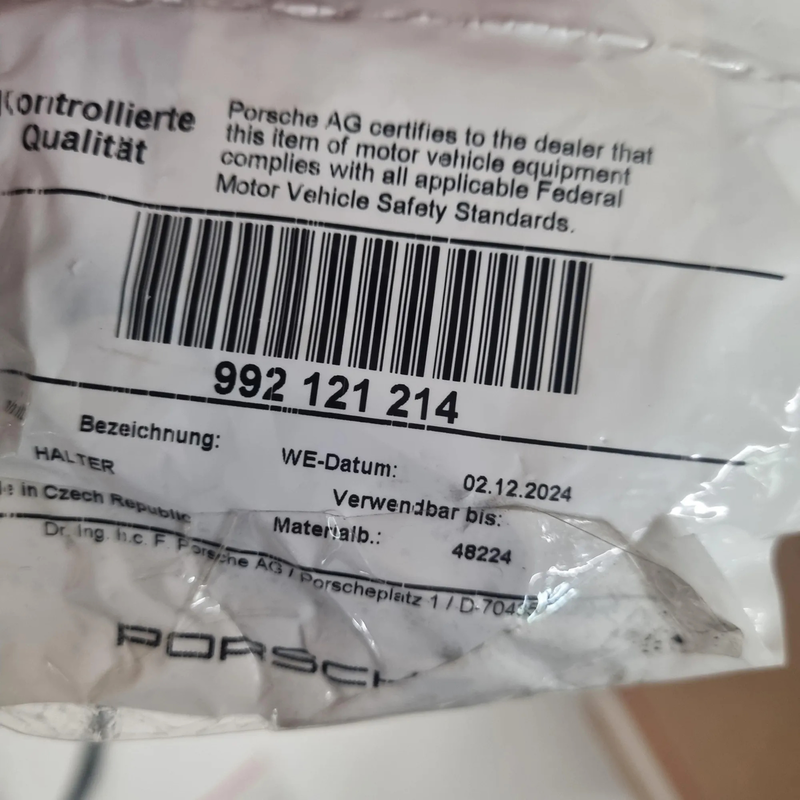 Kontrollierte
Qualität
Porsche AG certifies to the dealer that
this item of motor vehicle equipment
complies with all applicable Federal
Motor Vehicle Safety Standards.
992 121 214
Bezeichnung:
HALTER
WE-Datum: 02.12.2024
Verwendbar bis:
Materialb.: 48224
in Czech Republic
Dr. Ing. h.c. F. Porsche AG / Porscheplatz 1 /
PORSCH